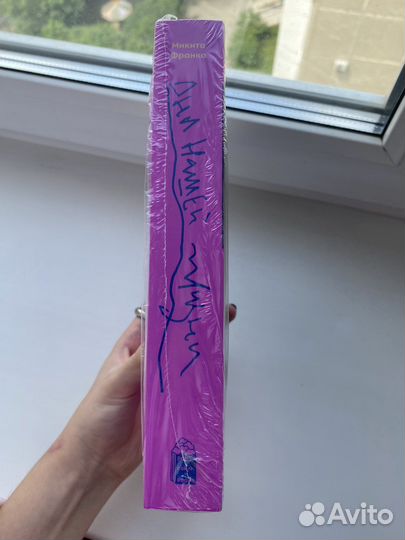 Микита
Франко
Дни нашей жизни
Avito